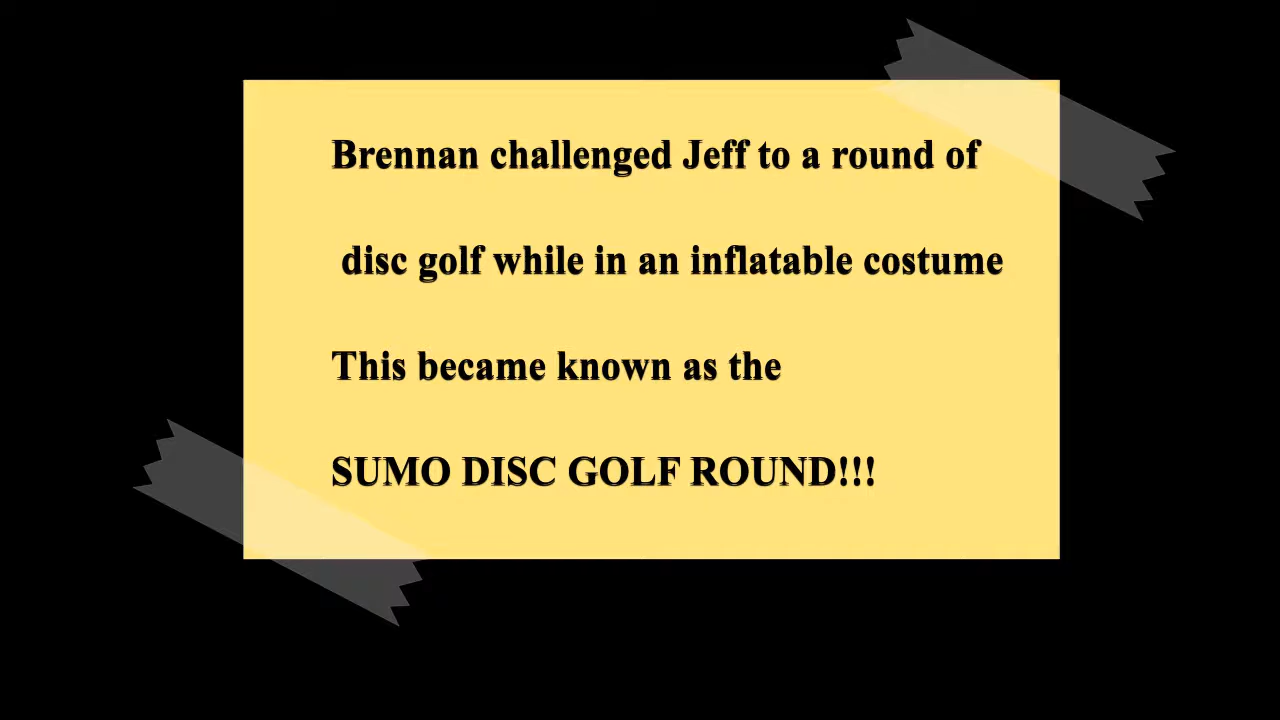 Brennan challenged Jeff to a round of
disc golf while in an inflatable costume
This became known as the
SUMO DISC GOLF ROUND!!!